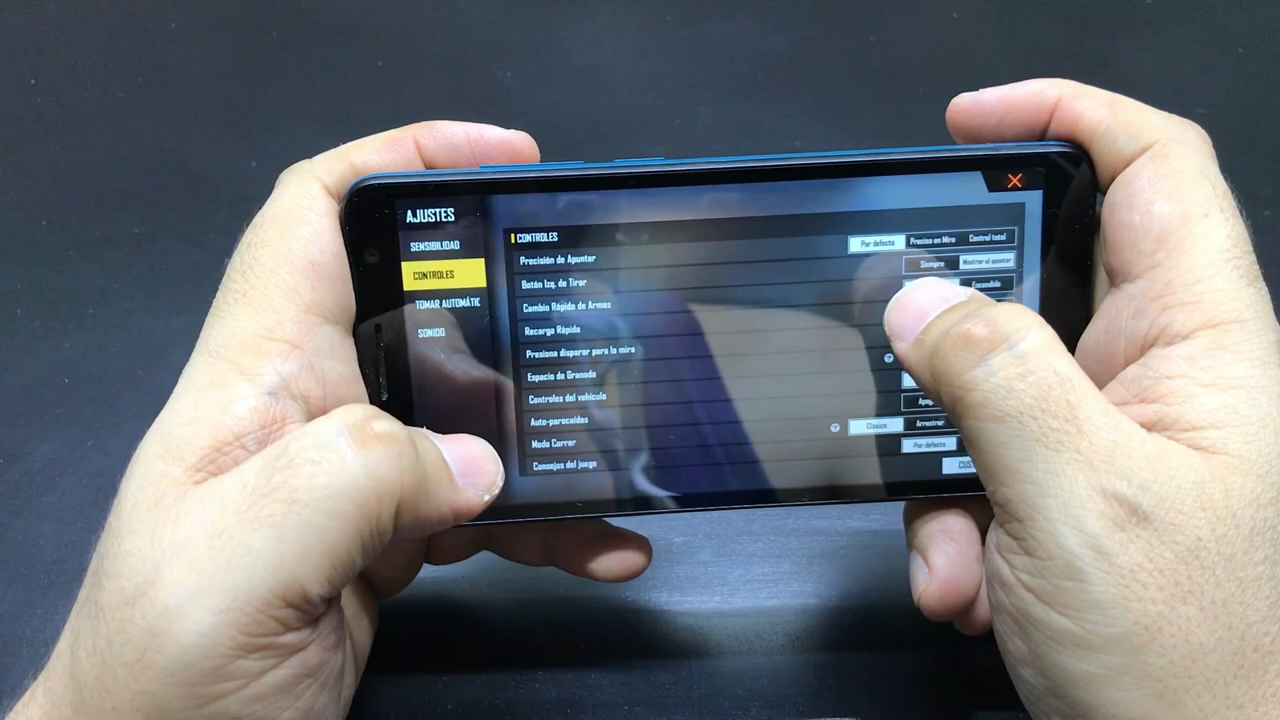 AJUSTES
SENSIBILIDAD
CONTROLES
TOMAR AUTOMÁTIC
SONIDO
CONTROLES
Precisión de Apuntar
Por defecto Preciso en Mira Control total
Botón Izq. de Tirar
Siempre Mostrar al apuntar
Cambio Rápido de Armas
Encendido
Recarga Rápida
Presiona disparar para la mira
?
Espacio de Granada
Controles del vehículo
Auto-paracaídas
Apag
Modo Correr
? Clásico Arrastrar
Consejos del juego
Por defecto
CUS